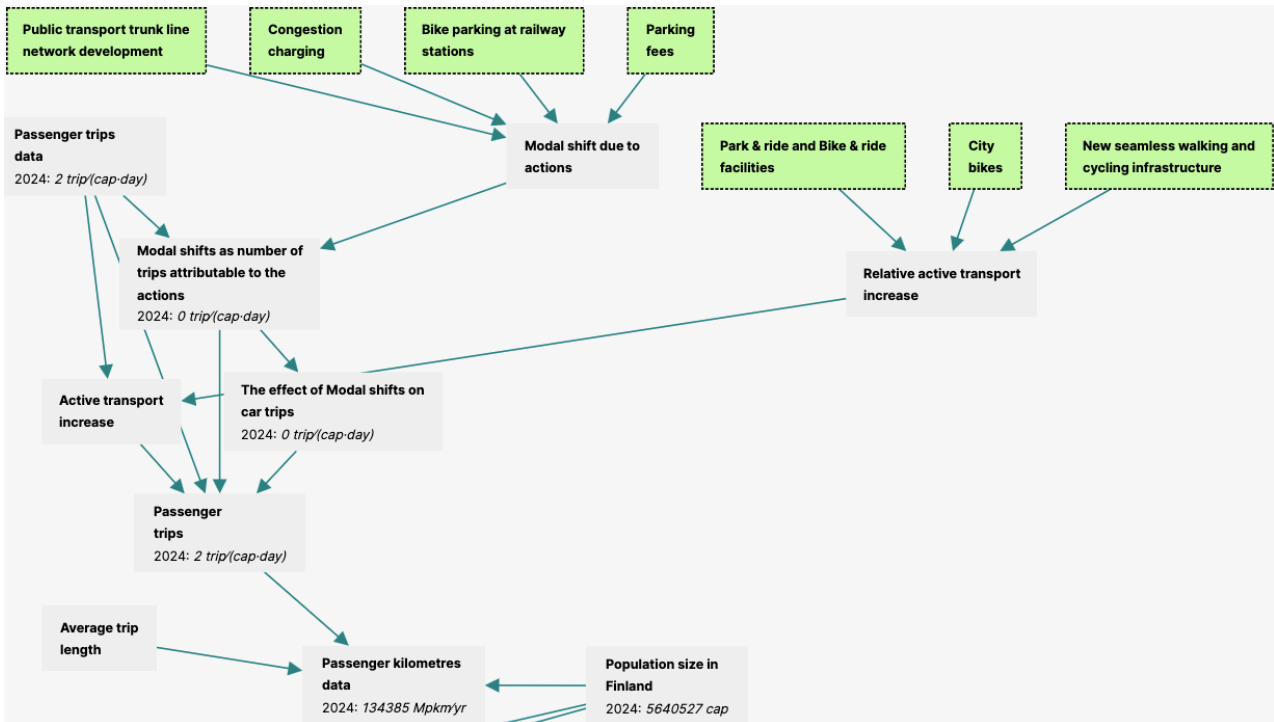 Public transport trunk line
network development
Congestion
charging
Bike parking at railway
stations
Parking
fees
Passenger trips
data
2024: 2 trip/(cap·day)
Modal shift due to
actions
Park & ride and Bike & ride
facilities
City
bikes
New seamless walking and
cycling infrastructure
Modal shifts as number of
trips attributable to the
actions
2024: 0 trip/(cap·day)
Relative active transport
increase
Active transport
increase
The effect of Modal shifts on
car trips
2024: 0 trip/(cap·day)
Passenger
trips
2024: 2 trip/(cap·day)
Average trip
length
Passenger kilometres
data
2024: 134385 Mpkm/yr
Population size in
Finland
2024: 5640527 cap